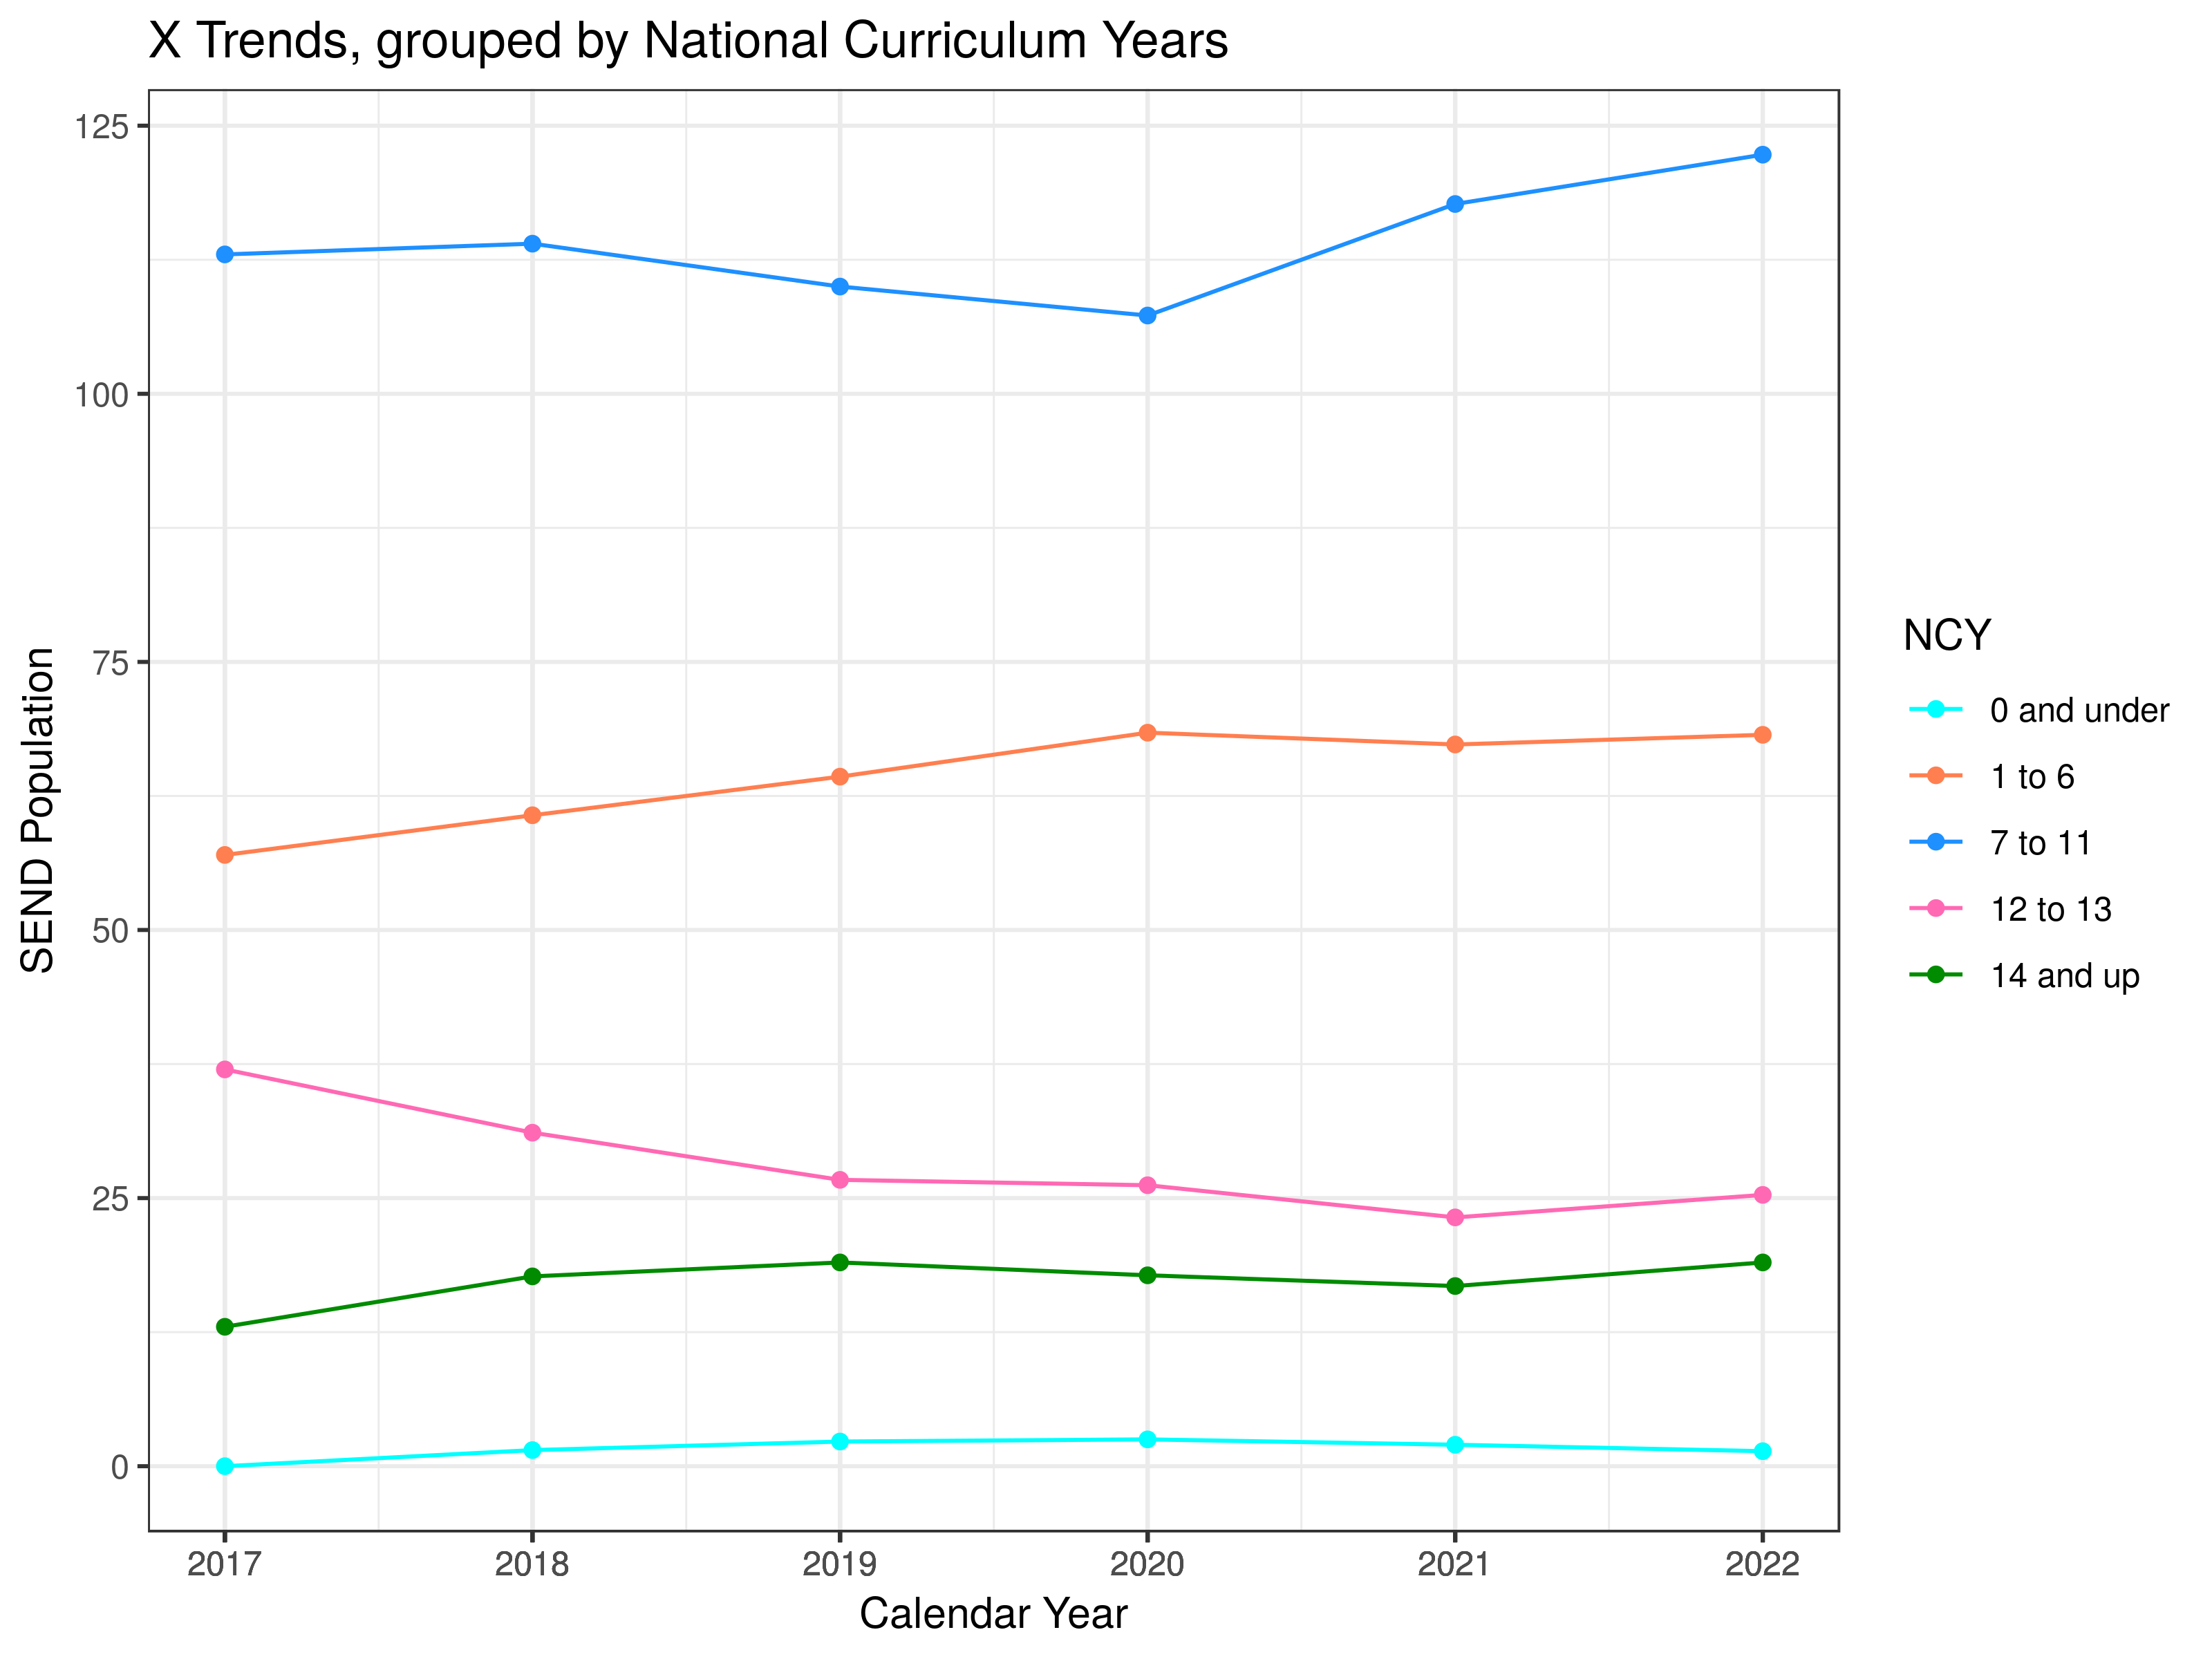 X Trends, grouped by National Curriculum Years
125
100
75
50
25
0
SEND Population
2017 2018 2019 2020 2021 2022
Calendar Year
NCY
0 and under
1 to 6
7 to 11
12 to 13
14 and up